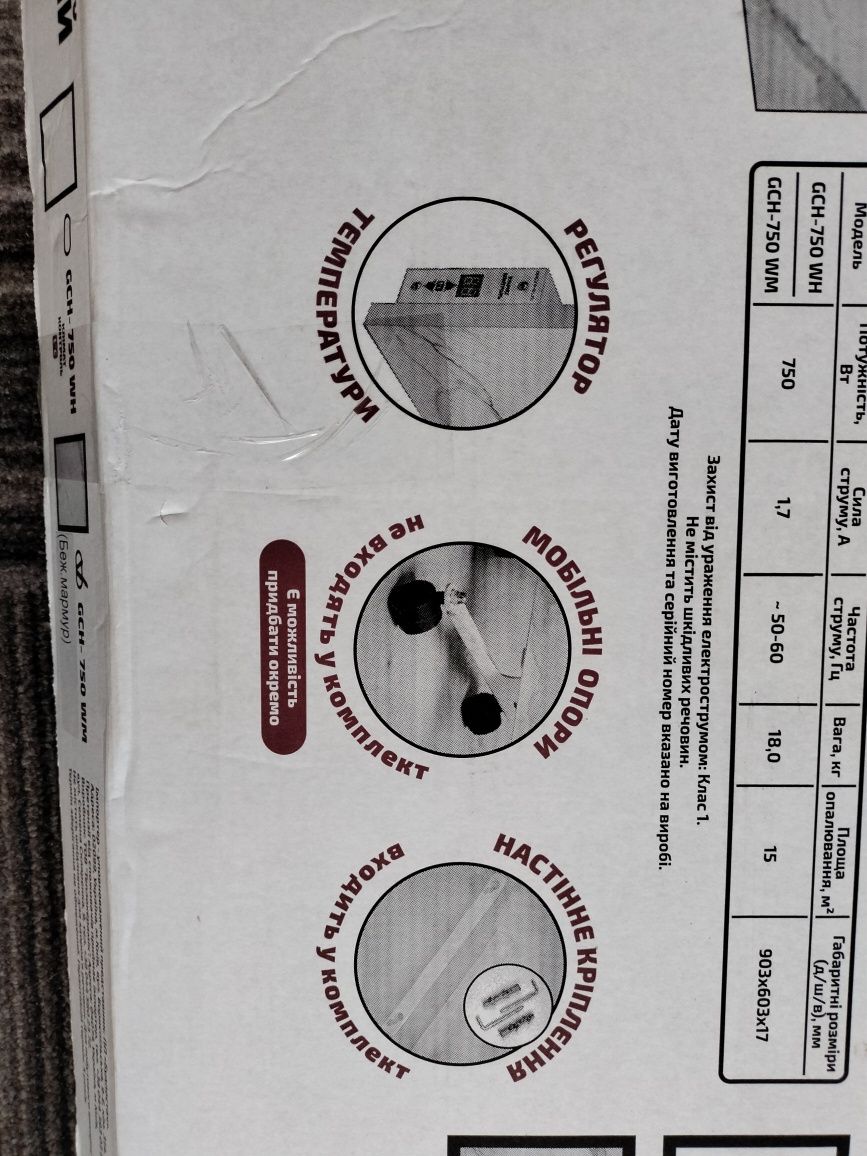 Модель
Потужність,
Вт
Сила
струму, А
Частота
струму, Гц
Вага, кг
Площа
опалювання, м²
Габаритні розміри
(д/ш/в), мм
GCH-750 WH
GCH-750 WM
750
1,7
~ 50-60
18,0
15
903x603x17
Захист від ураження електрострумом: Клас 1.
Не містить шкідливих речовин.
Дату виготовлення та серійний номер вказано на виробі.
РЕГУЛЯТОР
ТЕМПЕРАТУРИ
МОБІЛЬНІ ОПОРИ
НЕ ВХОДЯТЬ У КОМПЛЕКТ
Є можливість
придбати окремо
НАСТІННЕ КРІПЛЕННЯ
ВХОДИТЬ У КОМПЛЕКТ
GCH- 750 WH
GCH- 750 WM
(Беж. мармур)